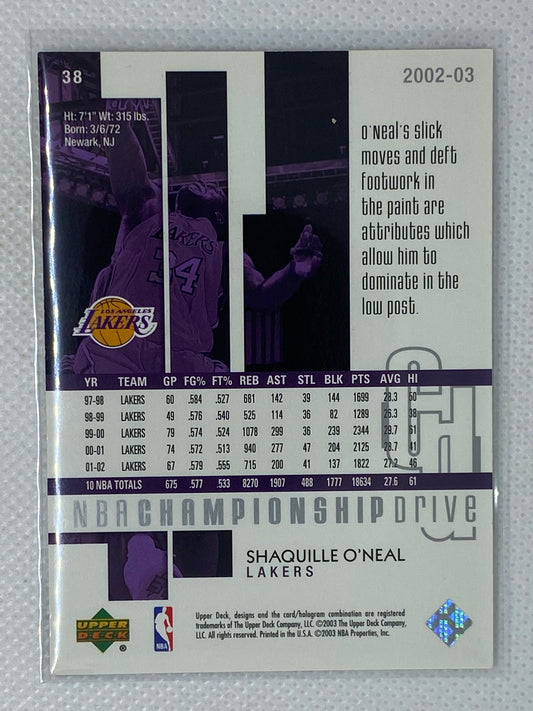 38
2002-03
Ht: 7'1" Wt: 315 lbs.
Born: 3/6/72
Newark, NJ
O'Neal's slick
moves and deft
footwork in
the paint are
attributes which
allow him to
dominate in the
low post.
LAKERS
34
LOS ANGELES
LAKERS
YR TEAM GP FG% FT% REB AST STL BLK PTS AVG HI
97-98 LAKERS 60 .584 .527 681 142 39 144 1699 28.3 50
98-99 LAKERS 49 .576 .540 525 114 36 82 1289 26.3 38
99-00 LAKERS 79 .574 .524 1078 299 36 239 2344 29.7 61
00-01 LAKERS 74 .572 .513 940 277 47 204 2125 28.7 41
01-02 LAKERS 67 .579 .555 715 200 41 137 1822 27.2 46
10 NBA TOTALS 675 .577 .533 8270 1907 488 1777 18634 27.6 61
NBA CHAMPIONSHIP Drive
SHAQUILLE O'NEAL
LAKERS
UPPER
DECK
®
NBA
Upper Deck, designs and the card/hologram combination are registered
trademarks of The Upper Deck Company, LLC. ©2003 The Upper Deck Company,
LLC. All rights reserved. Printed in the U.S.A. ©2003 NBA Properties, Inc.